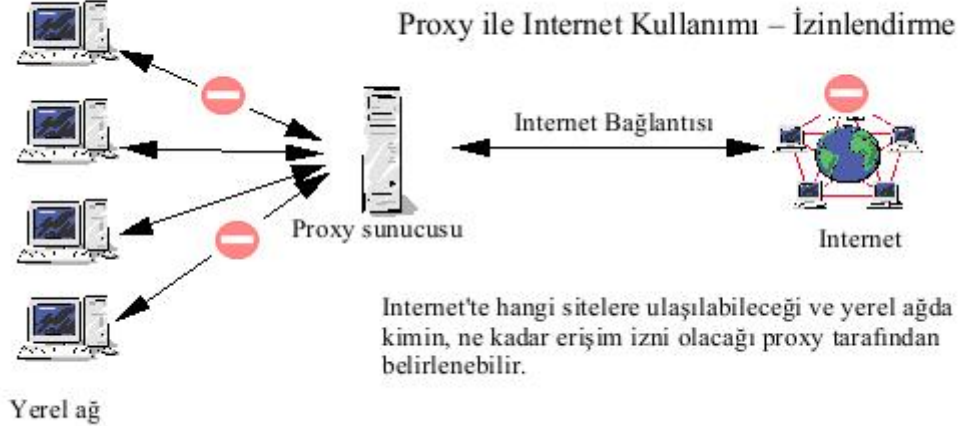 Proxy ile Internet Kullanımı – İzinlendirme
Internet Bağlantısı
Proxy sunucusu
Internet
Internet'te hangi sitelere ulaşılabileceği ve yerel ağda
kimin, ne kadar erişim izni olacağı proxy tarafından
belirlenebilir.
Yerel ağ